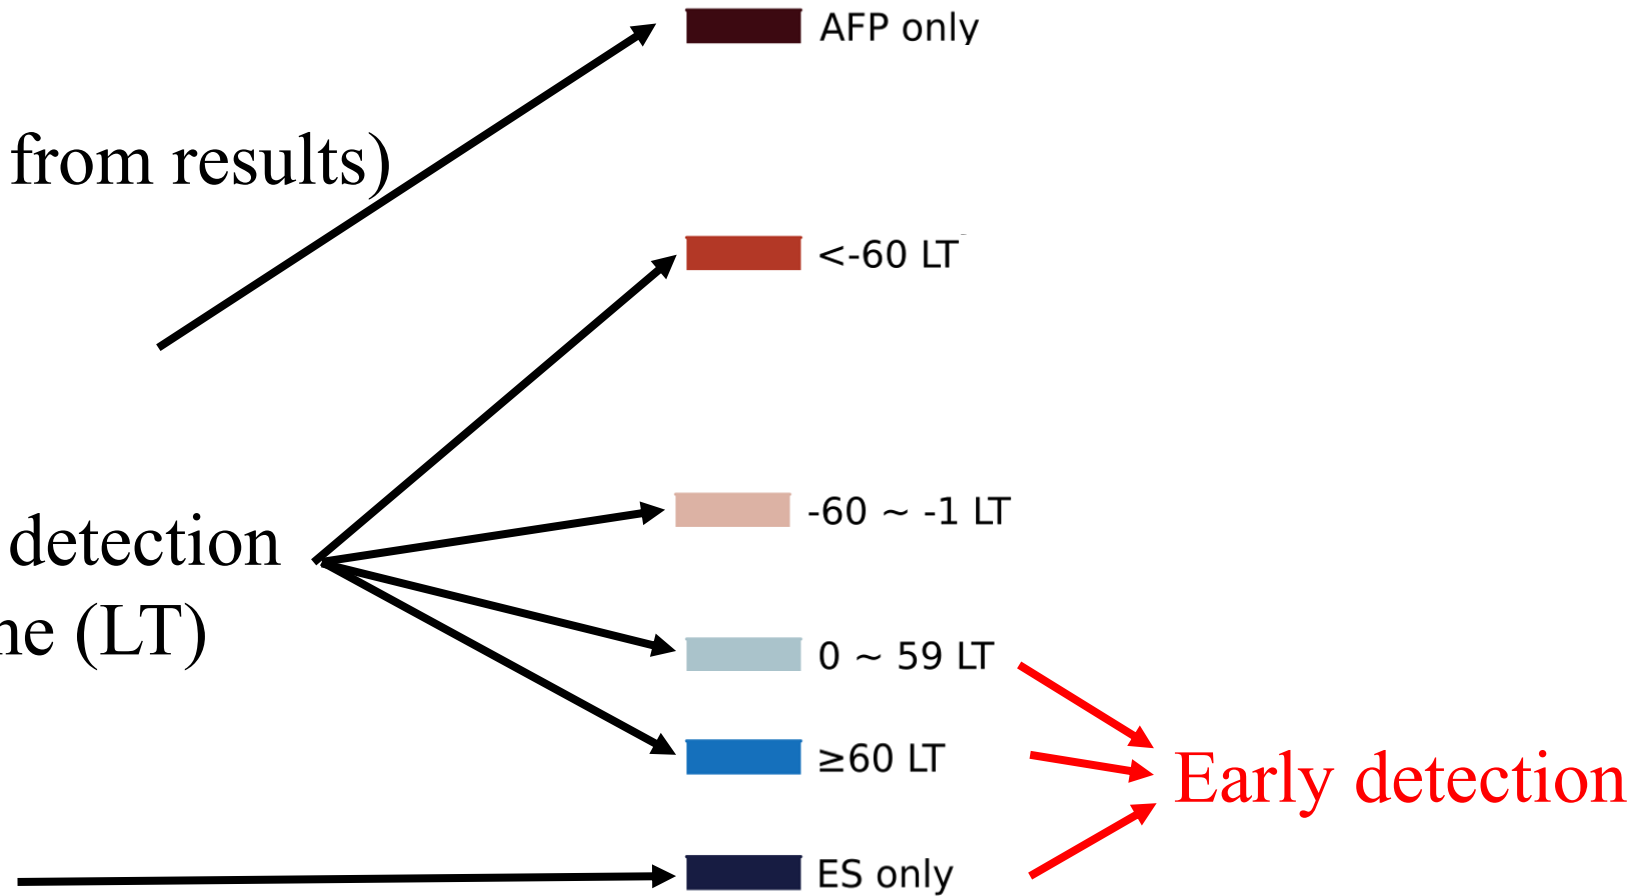 AFP only
from results)
<-60 LT
-60 ~ -1 LT
detection
(LT)
0 ~ 59 LT
≥60 LT
Early detection
ES only